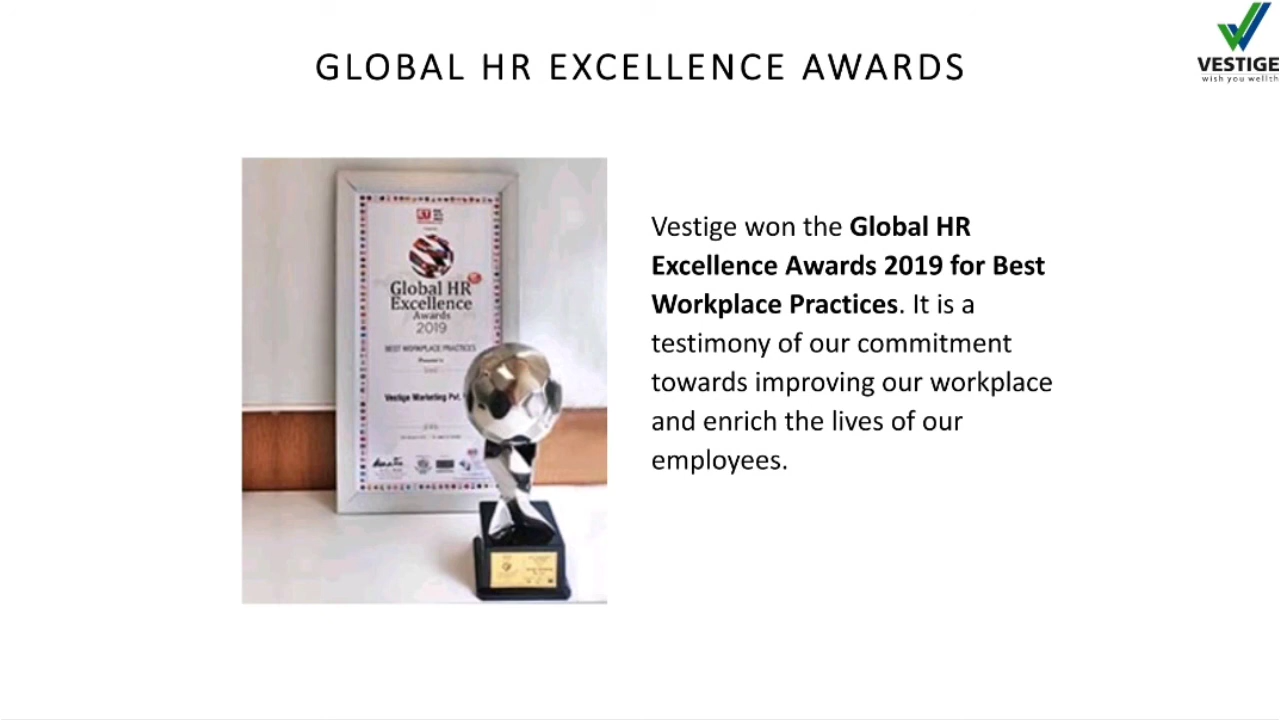 GLOBAL HR EXCELLENCE AWARDS
VESTIGE
wish you wellth
Global HR
Excellence
Awards
2019
BEST WORKPLACE PRACTICES
Vestige Marketing Pvt.
Vestige won the Global HR
Excellence Awards 2019 for Best
Workplace Practices. It is a
testimony of our commitment
towards improving our workplace
and enrich the lives of our
employees.